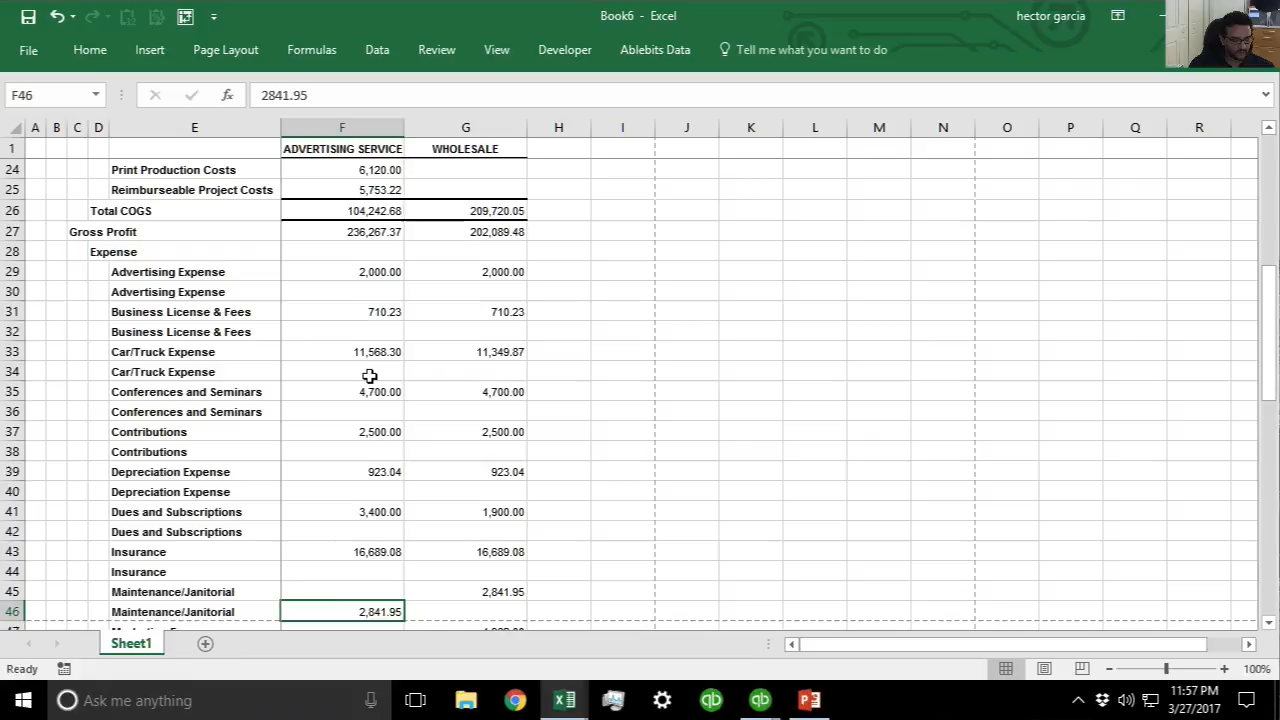 Book6 - Excel
hector garcia
File Home Insert Page Layout Formulas Data Review View Developer Ablebits Data Tell me what you want to do
F46 fx 2841.95
A B C D E F G H I J K L M N O P Q R
1 ADVERTISING SERVICE WHOLESALE
24 Print Production Costs 6,120.00
25 Reimburseable Project Costs 5,753.22
26 Total COGS 104,242.68 209,720.05
27 Gross Profit 236,267.37 202,089.48
28 Expense
29 Advertising Expense 2,000.00 2,000.00
30 Advertising Expense
31 Business License & Fees 710.23 710.23
32 Business License & Fees
33 Car/Truck Expense 11,568.30 11,349.87
34 Car/Truck Expense
35 Conferences and Seminars 4,700.00 4,700.00
36 Conferences and Seminars
37 Contributions 2,500.00 2,500.00
38 Contributions
39 Depreciation Expense 923.04 923.04
40 Depreciation Expense
41 Dues and Subscriptions 3,400.00 1,900.00
42 Dues and Subscriptions
43 Insurance 16,689.08 16,689.08
44 Insurance
45 Maintenance/Janitorial 2,841.95
46 Maintenance/Janitorial 2,841.95
Sheet1
Ready 100%
Ask me anything
11:57 PM
3/27/2017